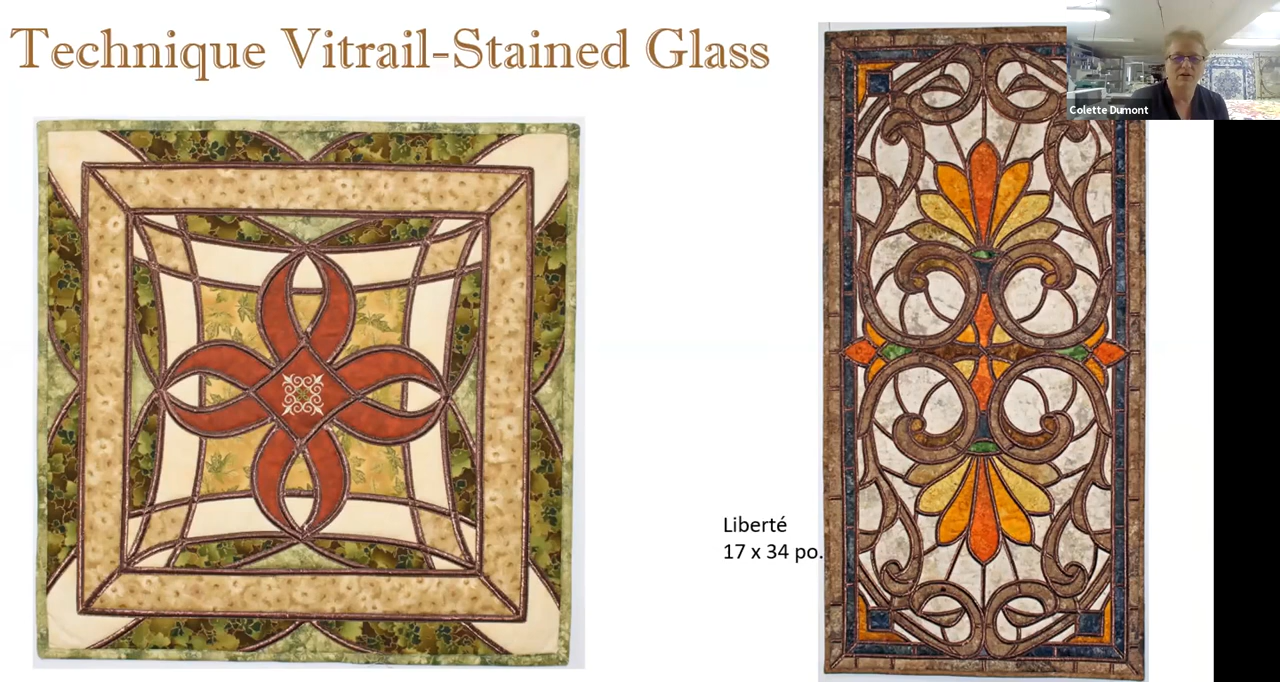 Technique Vitrail-Stained Glass
Colette Dumont
Liberté
17 x 34 po.